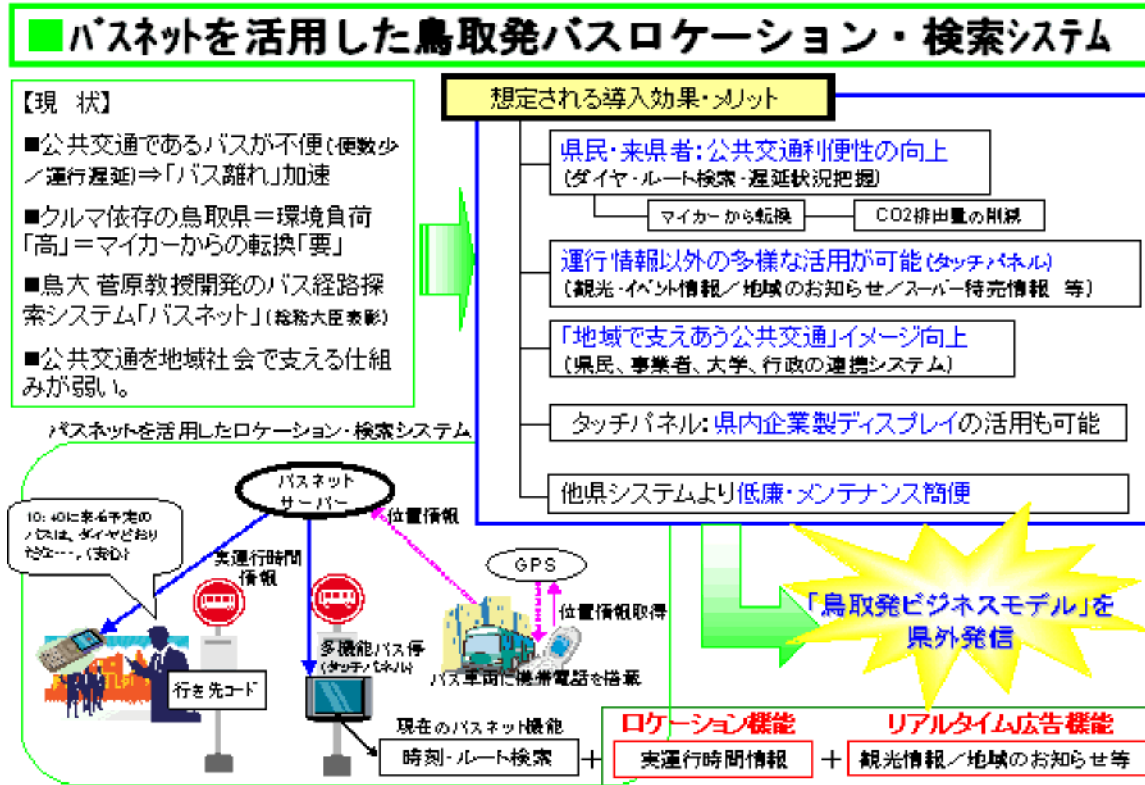 ■バスネットを活用した鳥取発バスロケーション・検索システム
【現 状】
■公共交通であるバスが不便(便数少
／運行遅延)⇒「バス離れ」加速
■クルマ依存の鳥取県＝環境負荷
「高」＝マイカーからの転換「要」
■鳥大 菅原教授開発のバス経路探
索システム「バスネット」(総務大臣表彰)
■公共交通を地域社会で支える仕組
みが弱い。
想定される導入効果・メリット
県民・来県者：公共交通利便性の向上
(ダイヤ・ルート検索・遅延状況把握)
マイカーから転換
CO2排出量の削減
運行情報以外の多様な活用が可能(タッチパネル)
(観光・イベント情報／地域のお知らせ／スーパー特売情報 等)
「地域で支えあう公共交通」イメージ向上
(県民、事業者、大学、行政の連携システム)
タッチパネル：県内企業製ディスプレイの活用も可能
他県システムより低廉・メンテナンス簡便
バスネットを活用したロケーション・検索システム
バスネット
サーバー
10：40に来る予定の
バスは、ダイヤどおり
だな…。(安心)
実運行時間
情報
位置情報
GPS
位置情報取得
多機能バス停
(タッチパネル)
バス車両に携帯電話を搭載
行き先コード
「鳥取発ビジネスモデル」を
県外発信
現在のバスネット機能
時刻・ルート検索
＋
ロケーション機能
実運行時間情報
＋
リアルタイム広告機能
観光情報／地域のお知らせ等